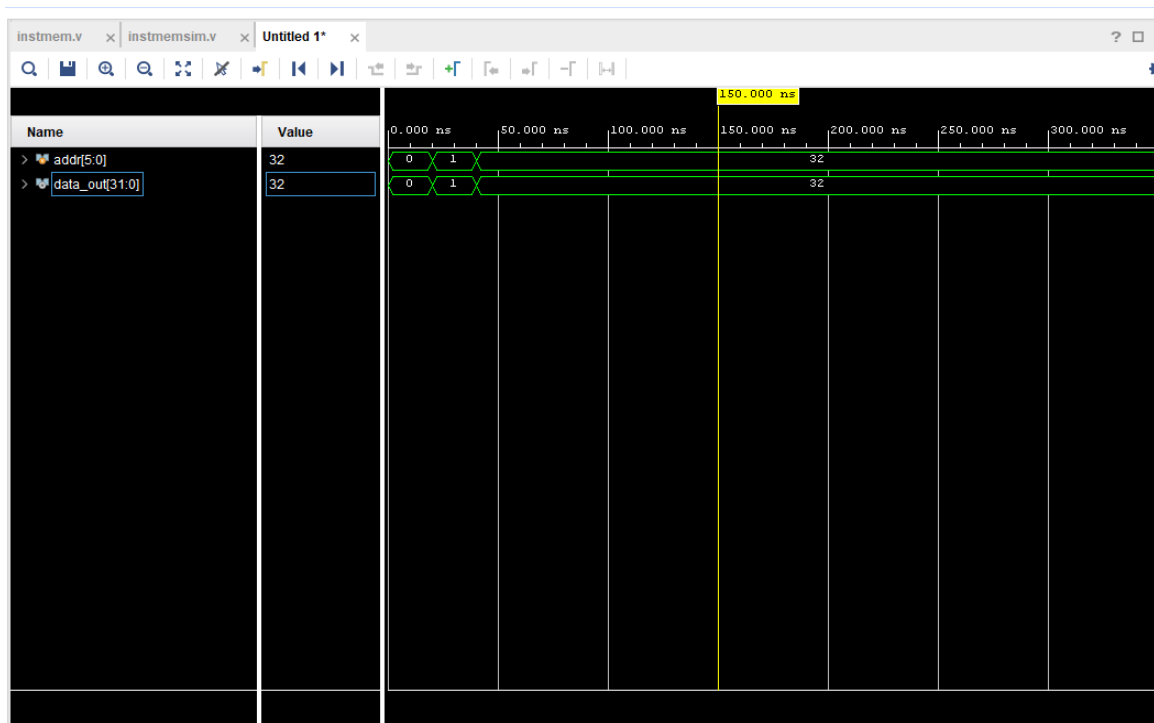 instmem.v × instmemsim.v × Untitled 1* × ?
150.000 ns
Name Value 0.000 ns 50.000 ns 100.000 ns 150.000 ns 200.000 ns 250.000 ns 300.000 ns
> addr[5:0] 32 0 1 32
> data_out[31:0] 32 0 1 32